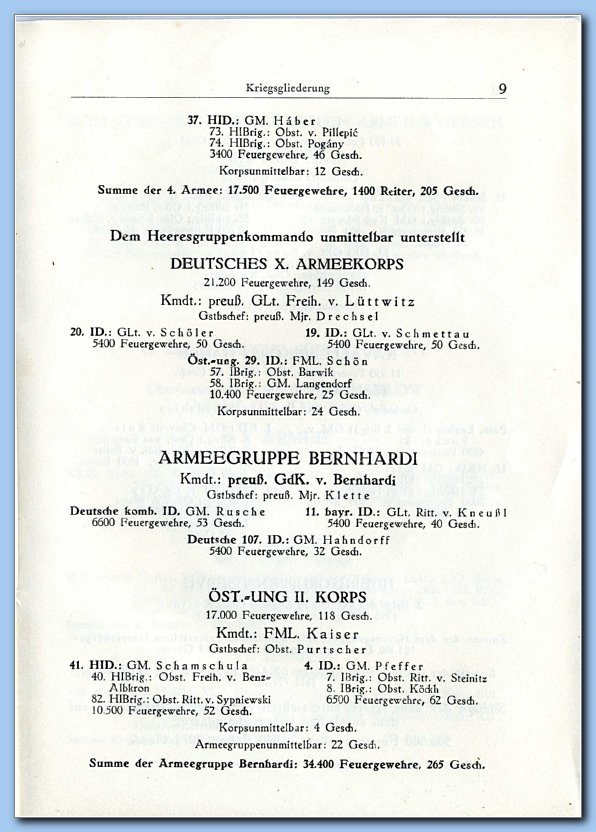 Kriegsgliederung 9
37. HID.: GM. Háber
73. HIBrig.: Obst. v. Pillepić
74. HIBrig.: Obst. Pogány
3400 Feuergewehre, 46 Gesch.
Korpsunmittelbar: 12 Gesch.
Summe der 4. Armee: 17.500 Feuergewehre, 1400 Reiter, 205 Gesch.
Dem Heeresgruppenkommando unmittelbar unterstellt
DEUTSCHES X. ARMEEKORPS
21.200 Feuergewehre, 149 Gesch.
Kmdt.: preuß. GLt. Freih. v. Lüttwitz
Gstbschef: preuß. Mjr. Drechsel
20. ID.: GLt. v. Schöler
5400 Feuergewehre, 50 Gesch.
19. ID.: GLt. v. Schmettau
5400 Feuergewehre, 50 Gesch.
Öst.-ung. 29. ID.: FML. Schön
57. IBrig.: Obst. Barwik
58. IBrig.: GM. Langendorf
10.400 Feuergewehre, 25 Gesch.
Korpsunmittelbar: 24 Gesch.
ARMEEGRUPPE BERNHARDI
Kmdt.: preuß. GdK. v. Bernhardi
Gstbschef: preuß. Mjr. Klette
Deutsche komb. ID. GM. Rusche
6600 Feuergewehre, 53 Gesch.
11. bayr. ID.: GLt. Ritt. v. Kneußl
5400 Feuergewehre, 40 Gesch.
Deutsche 107. ID.: GM. Hahndorff
5400 Feuergewehre, 32 Gesch.
ÖST.-UNG II. KORPS
17.000 Feuergewehre, 118 Gesch.
Kmdt.: FML. Kaiser
Gstbschef: Obst. Purtscher
41. HID.: GM. Schamschula
40. HIBrig.: Obst. Freih. v. Benz-
Albkron
82. HIBrig.: Obst. Ritt. v. Sypniewski
10.500 Feuergewehre, 52 Gesch.
4. ID.: GM. Pfeffer
7. IBrig.: Obst. Ritt. v. Steinitz
8. IBrig.: Obst. Köckh
6500 Feuergewehre, 62 Gesch.
Korpsunmittelbar: 4 Gesch.
Armeegruppenunmittelbar: 22 Gesch.
Summe der Armeegruppe Bernhardi: 34.400 Feuergewehre, 265 Gesch.